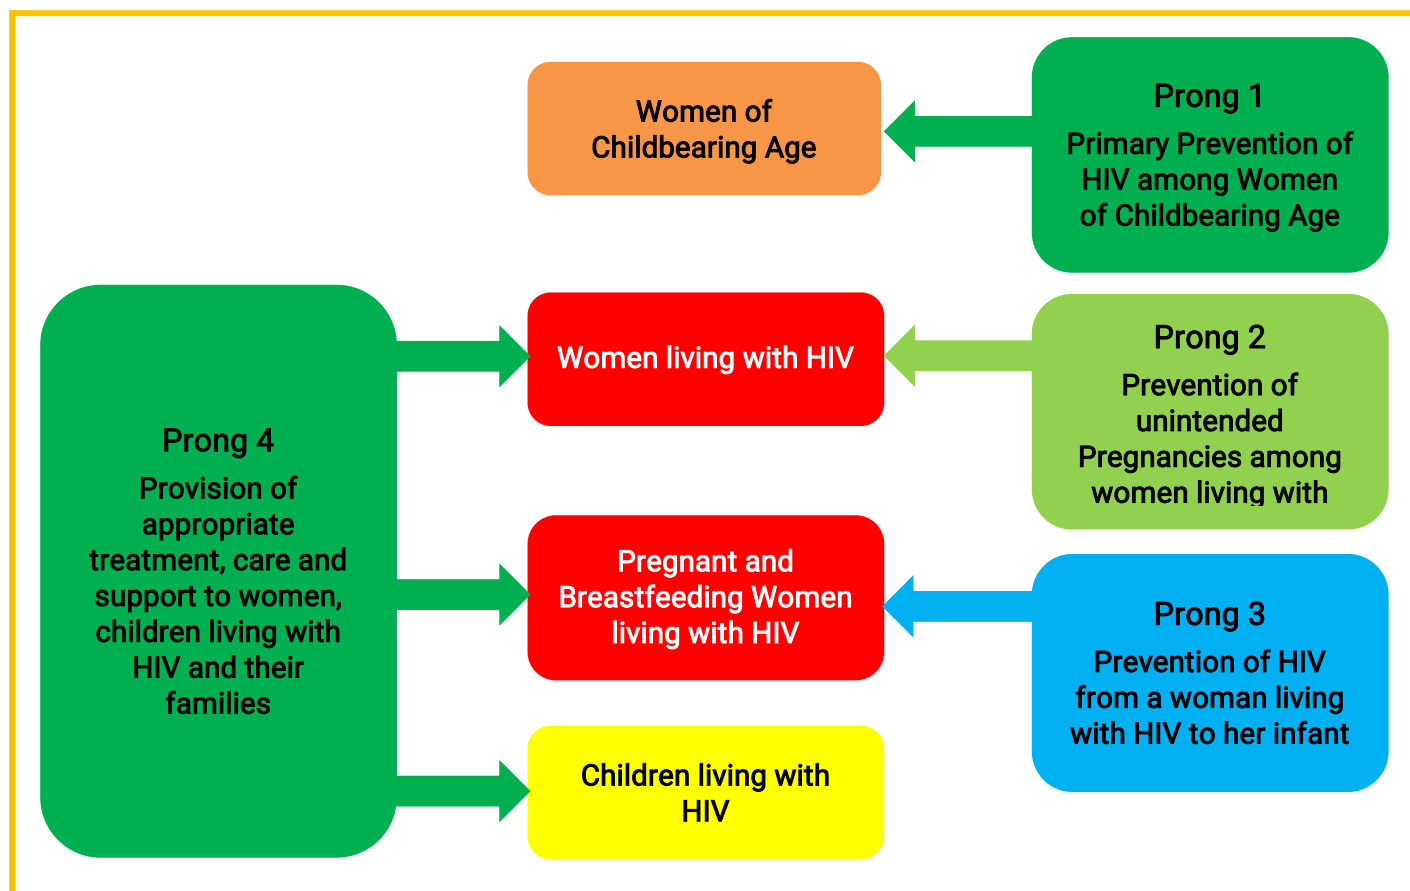 Women of
Childbearing Age
Prong 1
Primary Prevention of
HIV among Women
of Childbearing Age
Women living with HIV
Prong 2
Prevention of
unintended
Pregnancies among
women living with
Prong 4
Provision of
appropriate
treatment, care and
support to women,
children living with
HIV and their
families
Pregnant and
Breastfeeding Women
living with HIV
Prong 3
Prevention of HIV
from a woman living
with HIV to her infant
Children living with
HIV